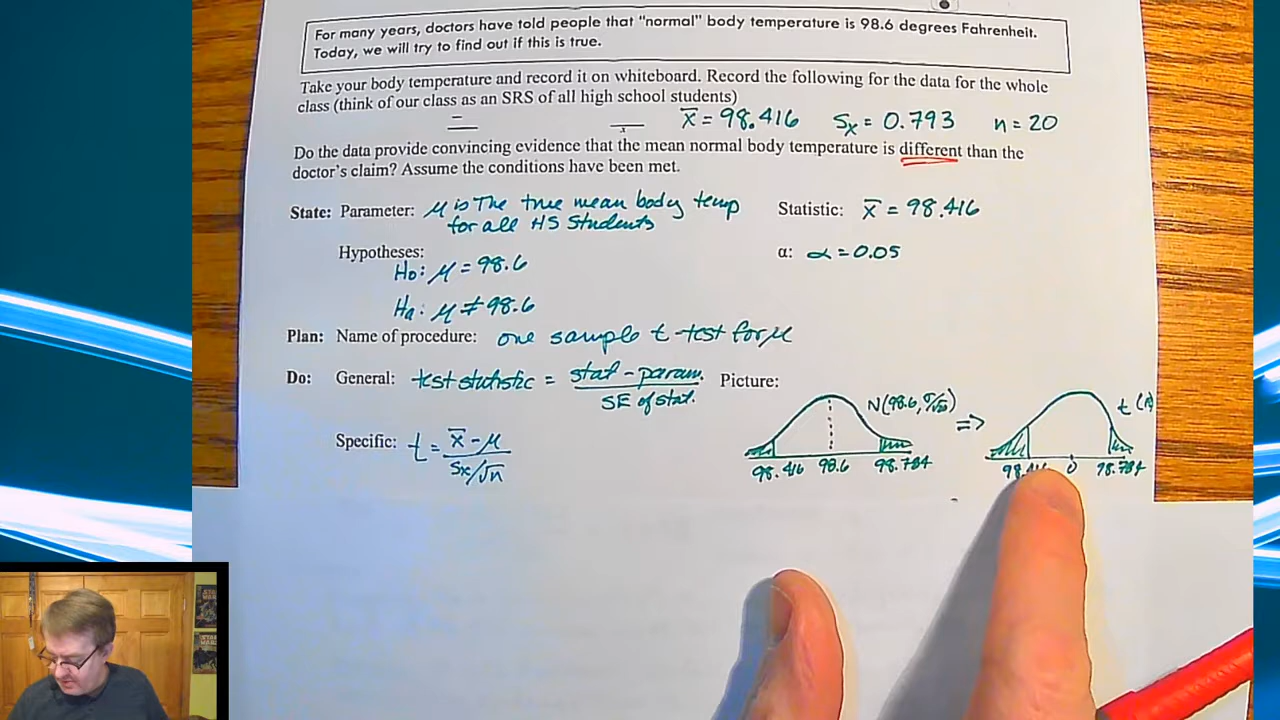 For many years, doctors have told people that "normal" body temperature is 98.6 degrees Fahrenheit.
Today, we will try to find out if this is true.
Take your body temperature and record it on whiteboard. Record the following for the data for the whole
class (think of our class as an SRS of all high school students)
x̄ = 98.416 Sx = 0.793 n = 20
Do the data provide convincing evidence that the mean normal body temperature is different than the
doctor's claim? Assume the conditions have been met.
State: Parameter: μ is the true mean body temp
for all HS Students
Statistic: x̄ = 98.416
Hypotheses:
α: α = 0.05
Ho: μ = 98.6
Ha: μ ≠ 98.6
Plan: Name of procedure: one sample t-test for μ
Do: General: test statistic = stat - param. / SE of stat.
Picture:
N(98.6, σ/√20) =>
t
Specific: t = x̄ - μ / Sx/√n
98.416 98.6 98.784
0 98.784
STAR WARS